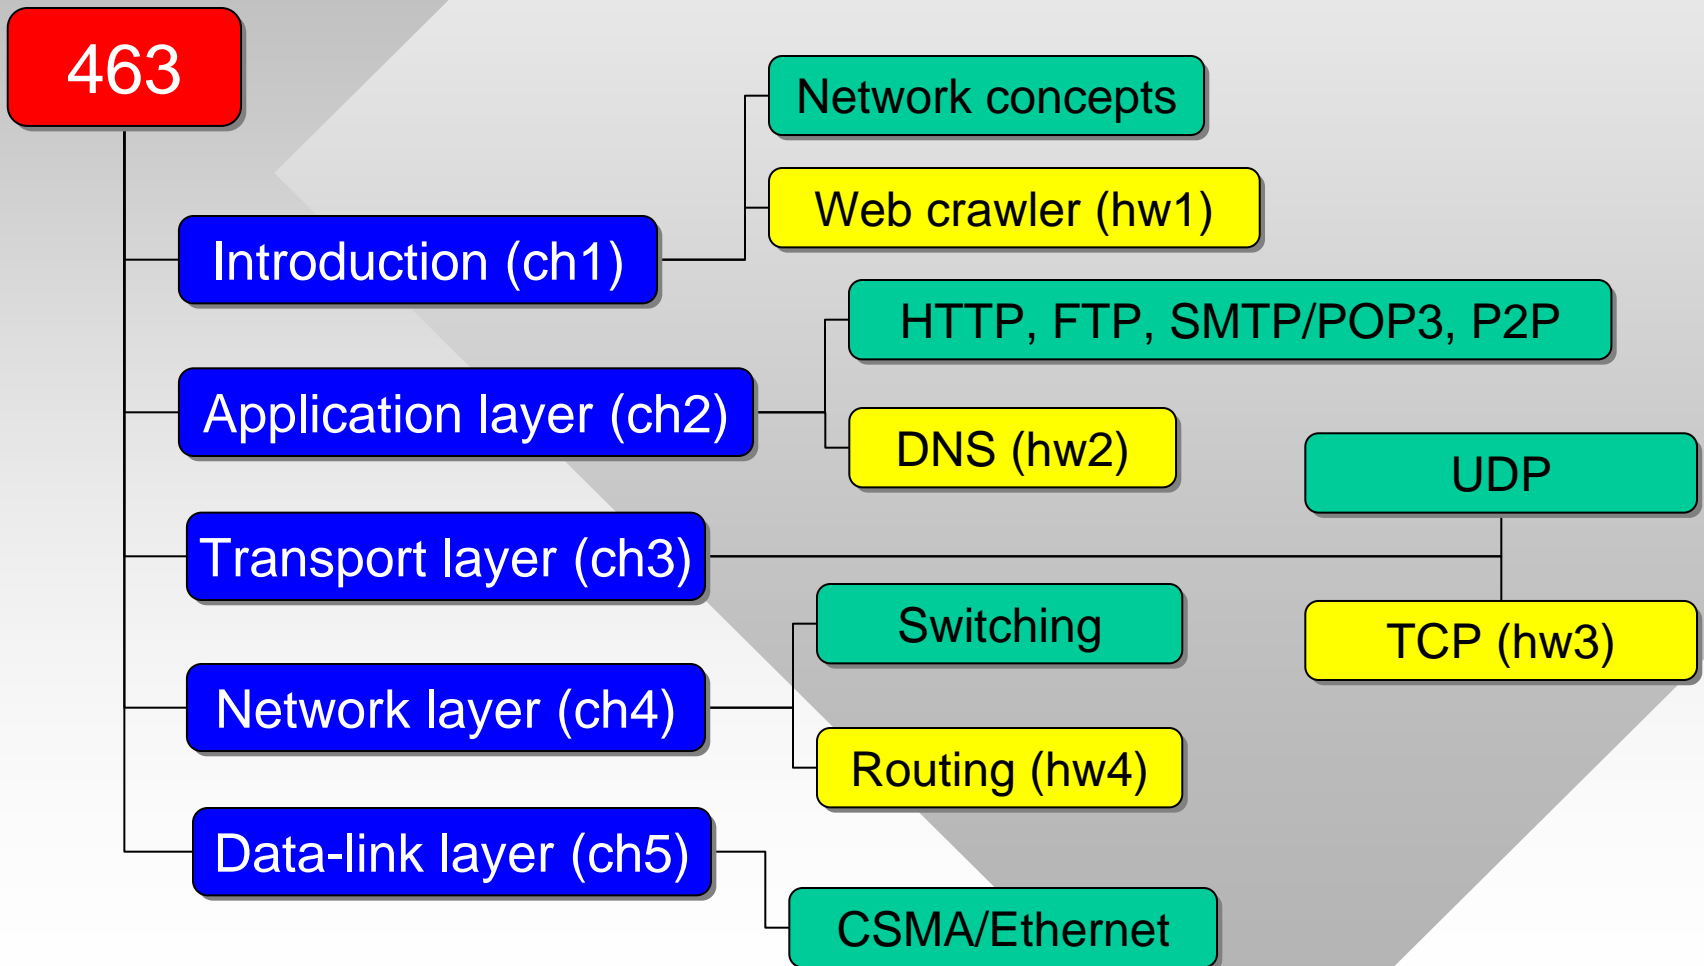 463
Network concepts
Web crawler (hw1)
Introduction (ch1)
HTTP, FTP, SMTP/POP3, P2P
Application layer (ch2)
DNS (hw2)
UDP
Transport layer (ch3)
Switching
TCP (hw3)
Network layer (ch4)
Routing (hw4)
Data-link layer (ch5)
CSMA/Ethernet